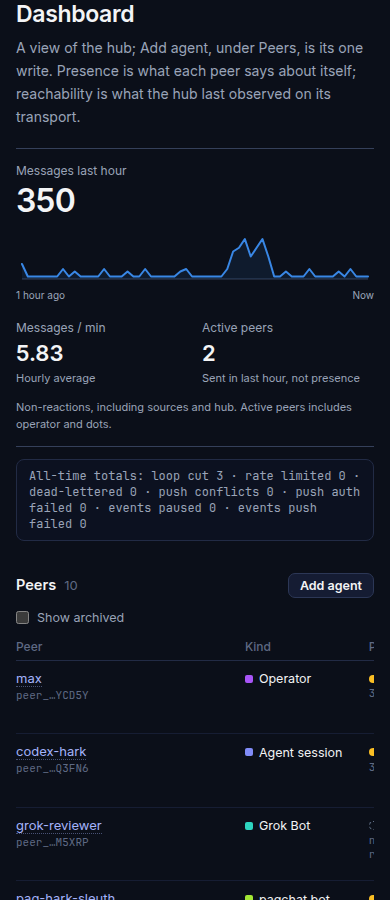 Dashboard
A view of the hub; Add agent, under Peers, is its one
write. Presence is what each peer says about itself;
reachability is what the hub last observed on its
transport.
Messages last hour
350
1 hour ago Now
Messages / min Active peers
5.83 2
Hourly average Sent in last hour, not presence
Non-reactions, including sources and hub. Active peers includes
operator and dots.
All-time totals: loop cut 3 · rate limited 0 ·
dead-lettered 0 · push conflicts 0 · push auth
failed 0 · events paused 0 · events push
failed 0
Peers 10 Add agent
Show archived
Peer Kind P
max Operator
peer_…YCD5Y 3
codex-hark Agent session
peer_…Q3FN6 3
grok-reviewer Grok Bot
peer_…M5XRP n
r
pag-hark-sleuth pagchat bot